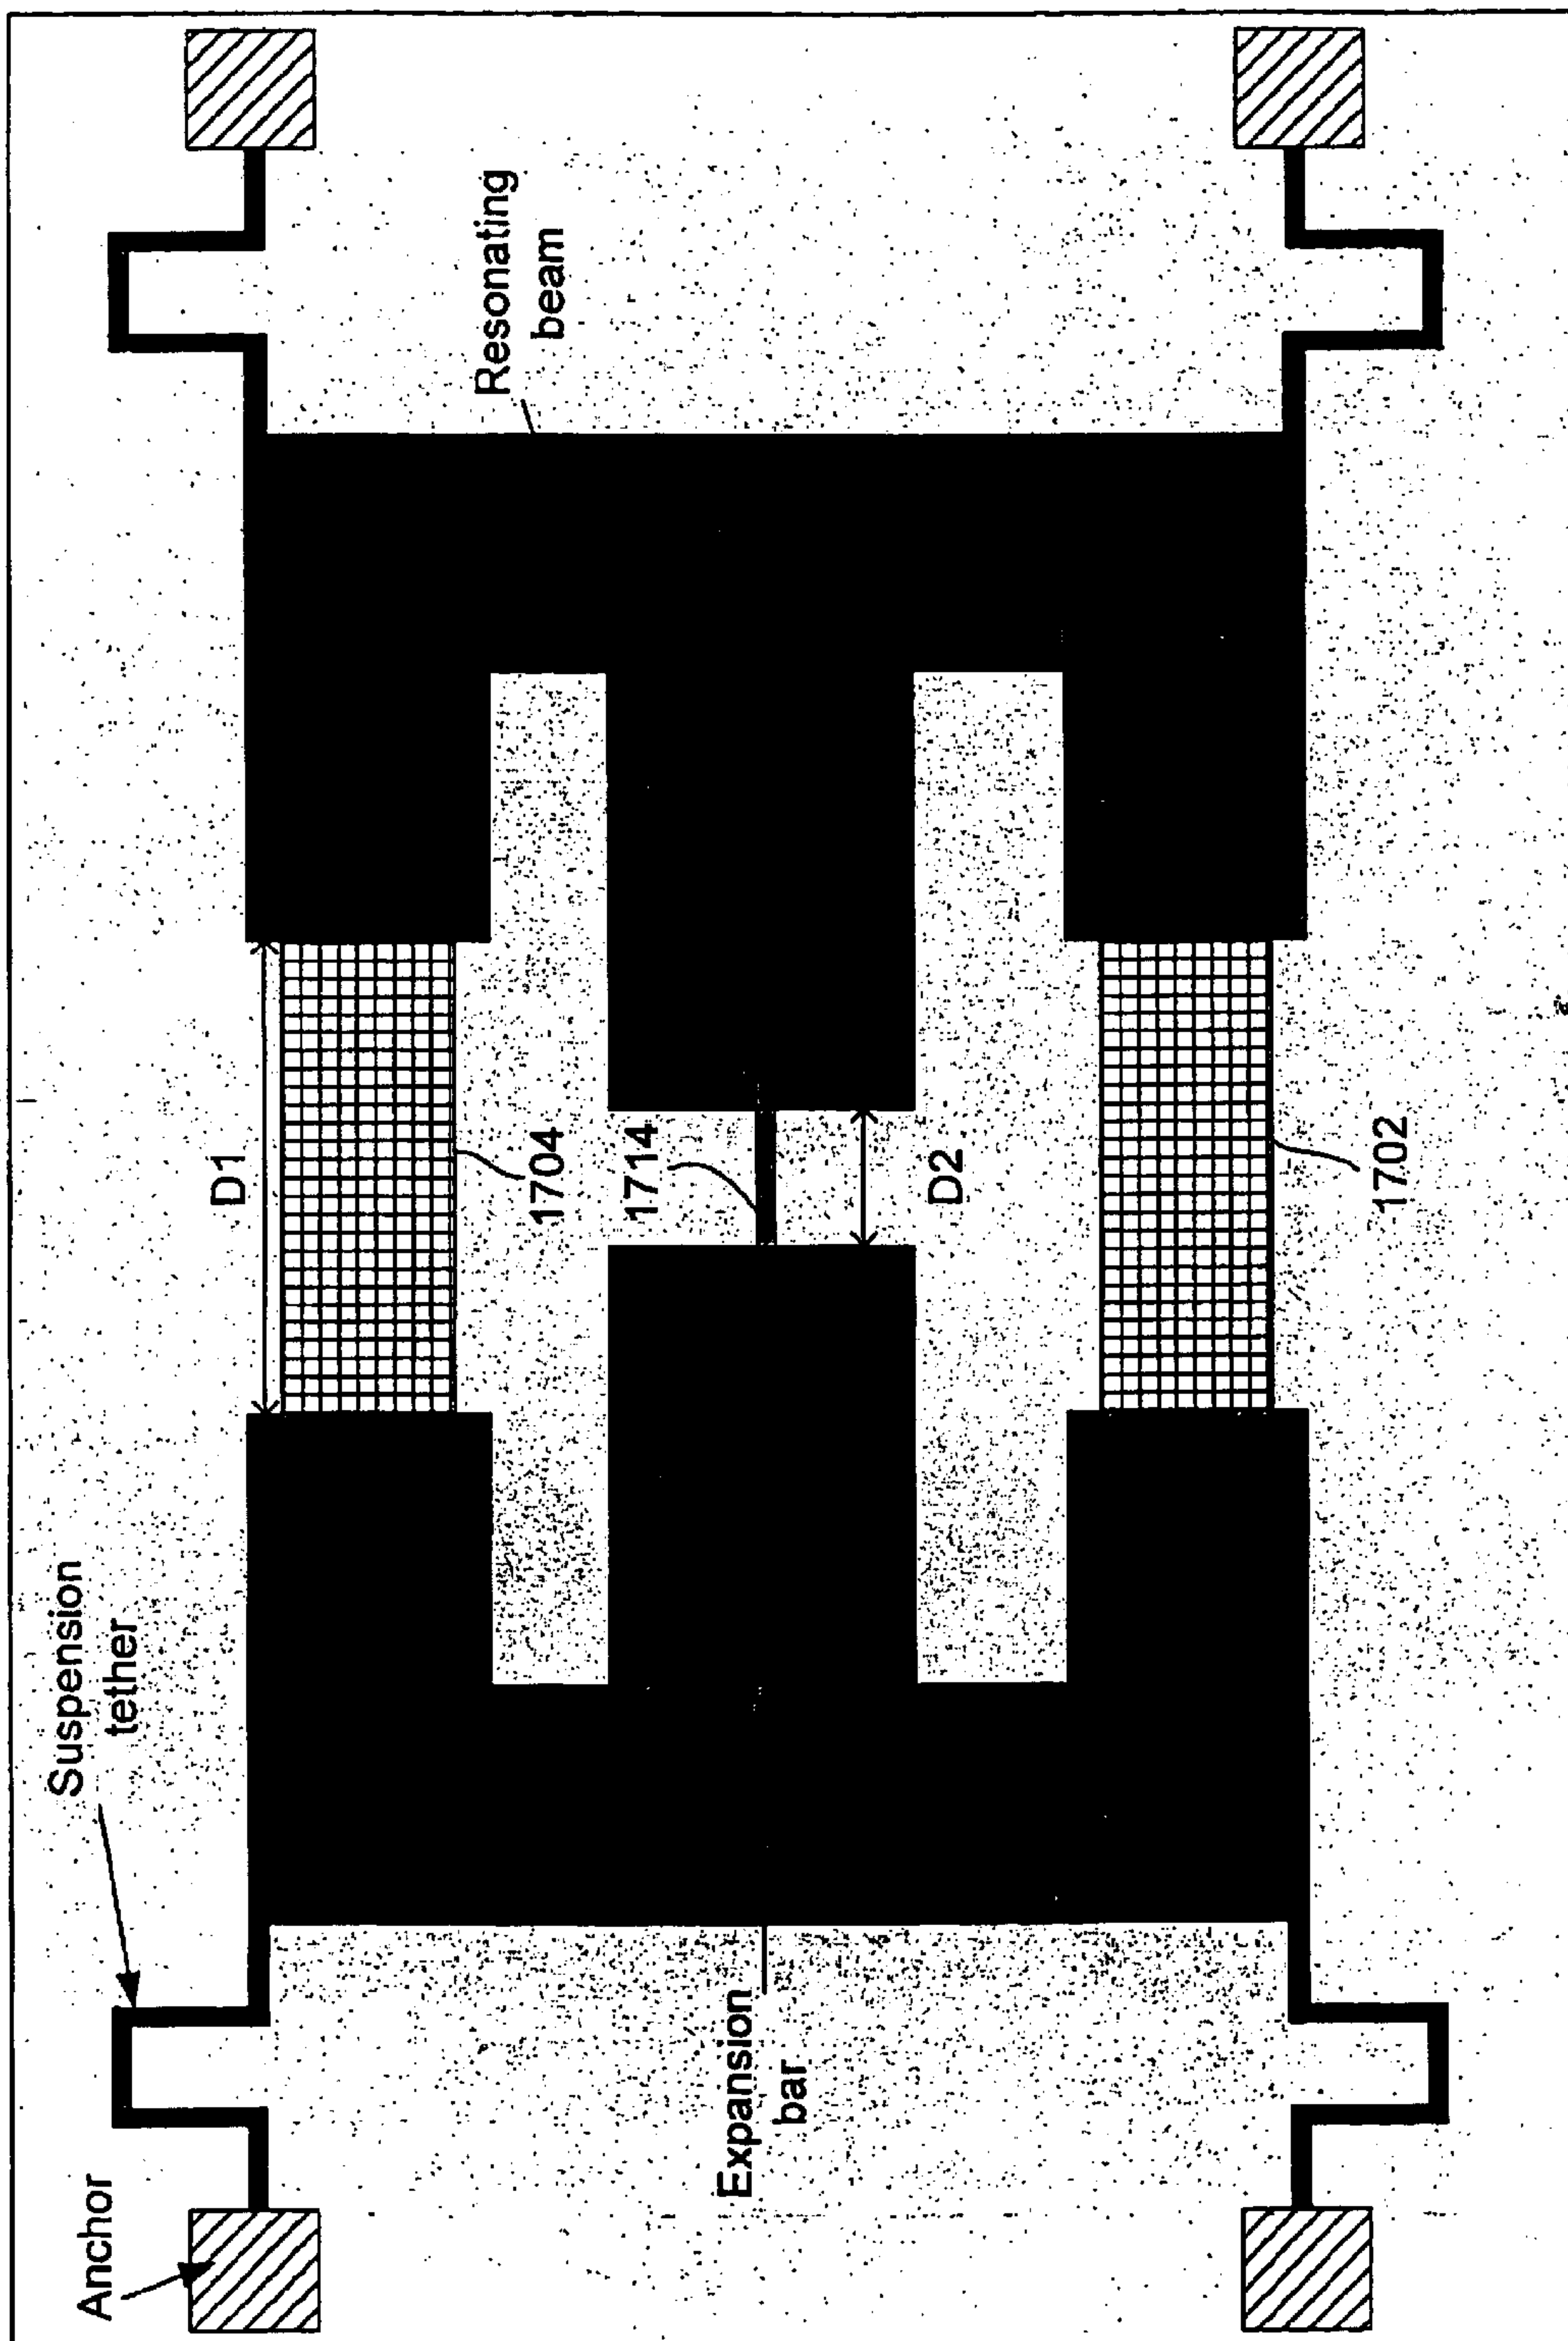 Anchor
Suspension
tether
D1
Resonating
beam
1704
1714
Expansion
bar
D2
1702